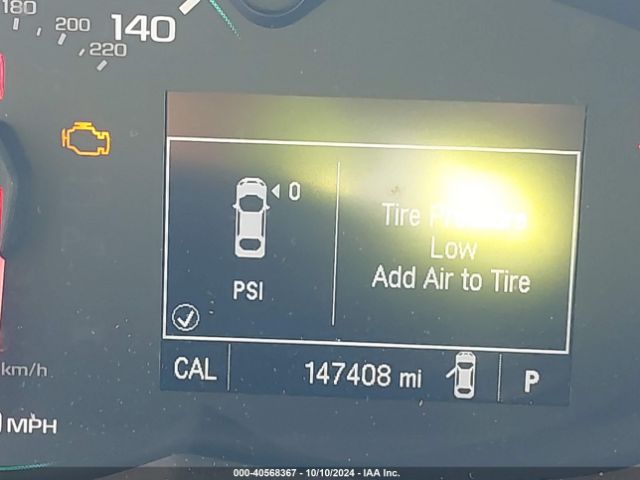 180
200
140
220
0
Tire Pressure
Low
Add Air to Tire
PSI
CAL
147408 mi
P
km/h
MPH
000-40568367 - 10/10/2024 - IAA Inc.